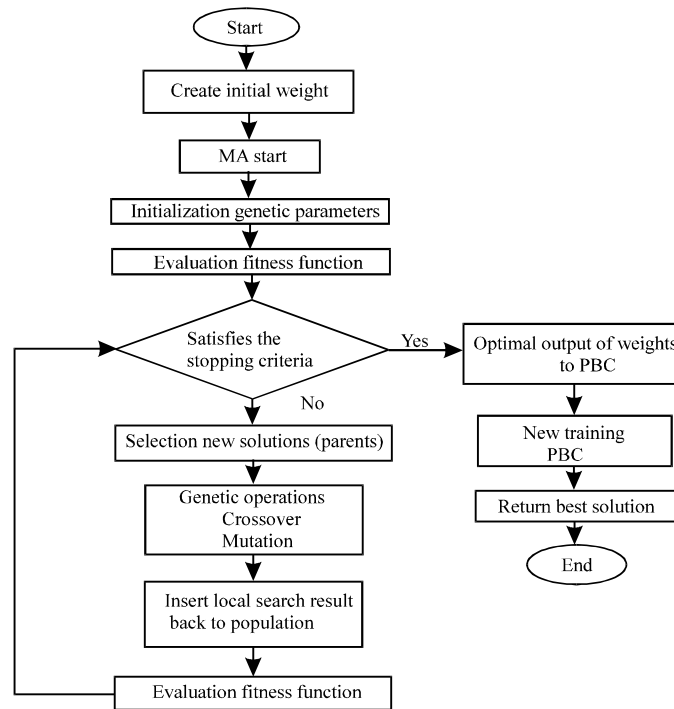 Start
Create initial weight
MA start
Initialization genetic parameters
Evaluation fitness function
Satisfies the
stopping criteria
Yes
No
Selection new solutions (parents)
Genetic operations
Crossover
Mutation
Insert local search result
back to population
Evaluation fitness function
Optimal output of weights
to PBC
New training
PBC
Return best solution
End